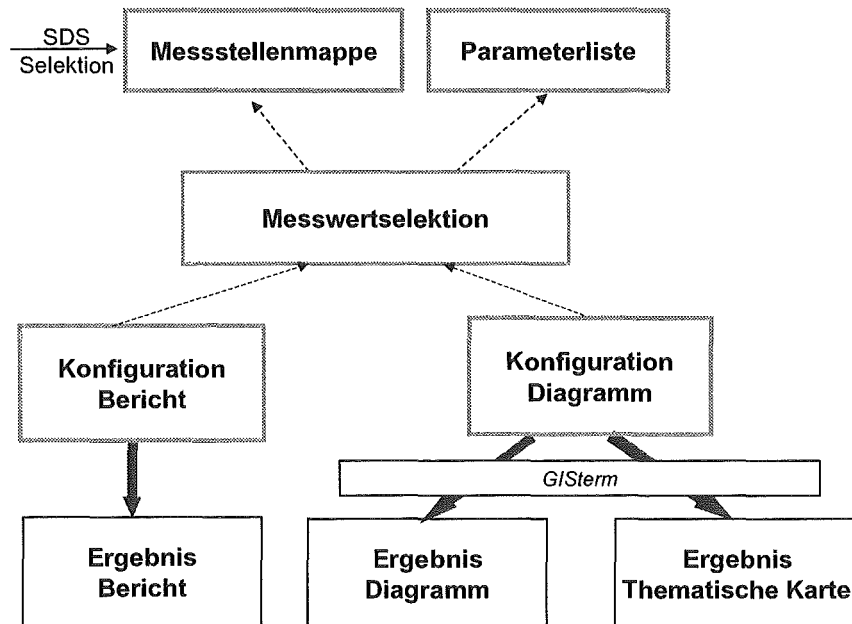 SDS
Selektion
Messstellenmappe
Parameterliste
Messwertselektion
Konfiguration
Bericht
Konfiguration
Diagramm
GISterm
Ergebnis
Bericht
Ergebnis
Diagramm
Ergebnis
Thematische Karte